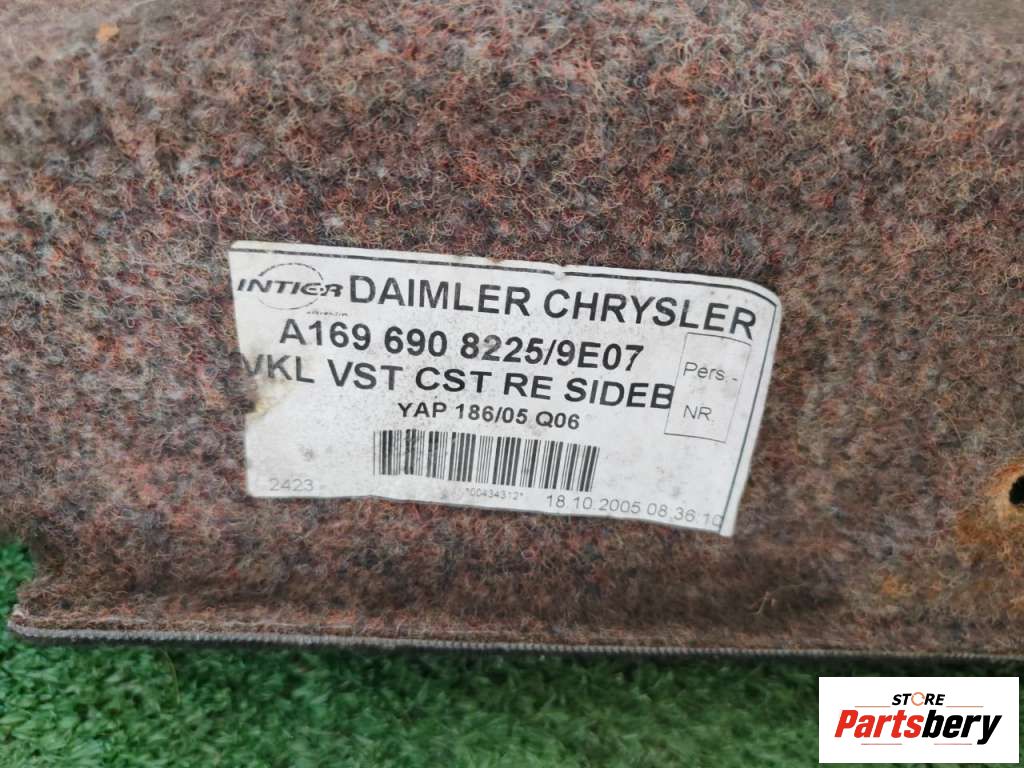 INTIER DAIMLER CHRYSLER
A169 690 8225/9E07
VKL VST CST RE SIDEB
Pers.-
NR.
YAP 186/05 Q06
*00434312*
2423
18.10.2005 08.36.10
STORE
Partsbery